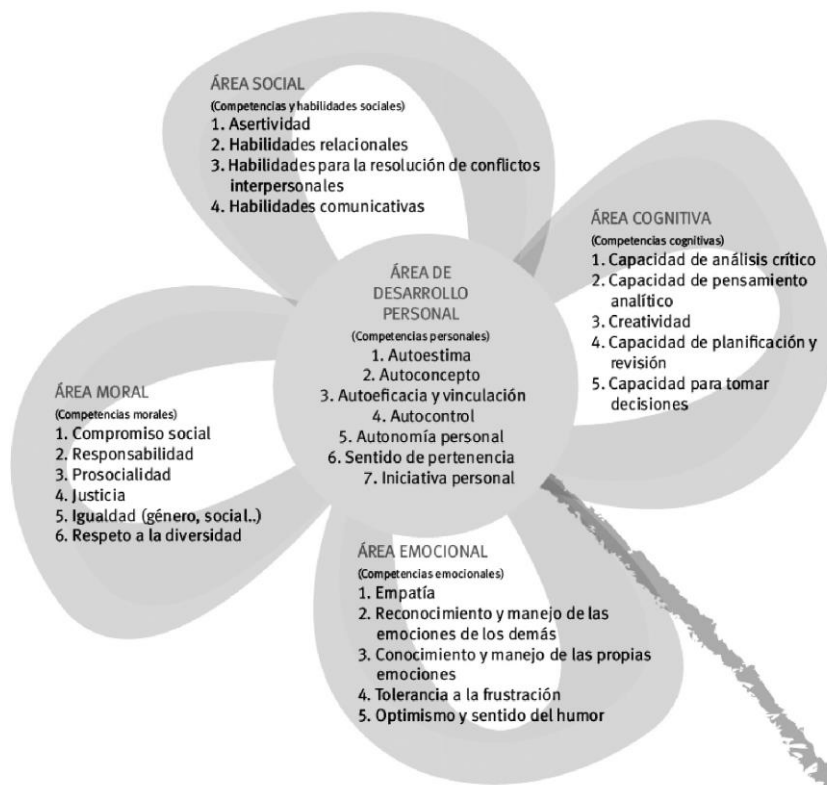 ÁREA SOCIAL
(Competencias y habilidades sociales)
1. Asertividad
2. Habilidades relacionales
3. Habilidades para la resolución de conflictos
interpersonales
4. Habilidades comunicativas
ÁREA COGNITIVA
(Competencias cognitivas)
1. Capacidad de análisis crítico
2. Capacidad de pensamiento
analítico
3. Creatividad
4. Capacidad de planificación y
revisión
5. Capacidad para tomar
decisiones
ÁREA DE
DESARROLLO
PERSONAL
(Competencias personales)
1. Autoestima
2. Autoconcepto
3. Autoeficacia y vinculación
4. Autocontrol
5. Autonomía personal
6. Sentido de pertenencia
7. Iniciativa personal
ÁREA MORAL
(Competencias morales)
1. Compromiso social
2. Responsabilidad
3. Prosocialidad
4. Justicia
5. Igualdad (género, social..)
6. Respeto a la diversidad
ÁREA EMOCIONAL
(Competencias emocionales)
1. Empatía
2. Reconocimiento y manejo de las
emociones de los demás
3. Conocimiento y manejo de las propias
emociones
4. Tolerancia a la frustración
5. Optimismo y sentido del humor